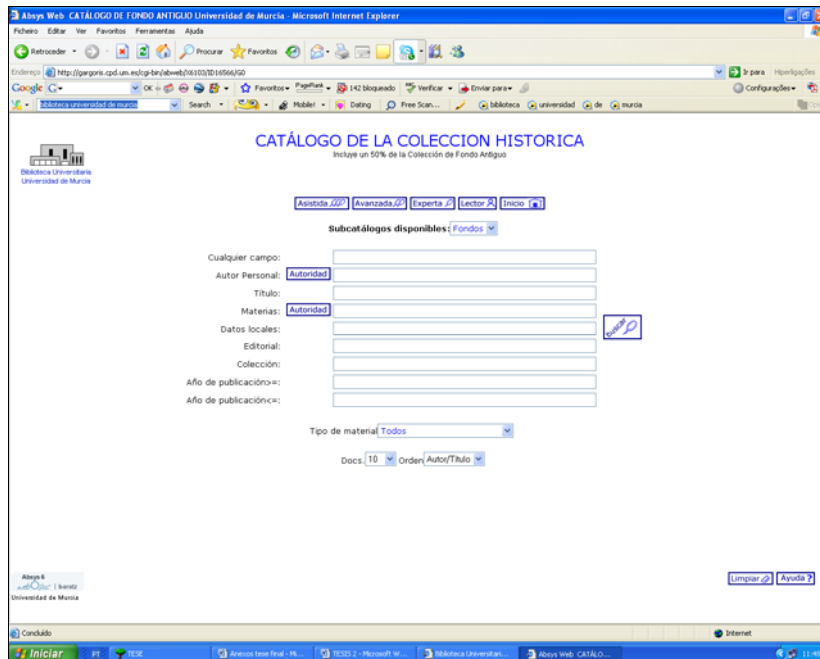 Absys Web CATÁLOGO DE FONDO ANTIGUO Universidad de Murcia - Microsoft Internet Explorer
Ficheiro Editar Ver Favoritos Ferramentas Ajuda
Retroceder Procurar Favoritos
Endereço http://gargoris.cpd.um.es/cgi-bin/abweb/X6103/ID16566/G0 Ir para Hiperligações
Google G OK Favoritos PageRank 142 bloqueado Verificar Enviar para Configurações
biblioteca universidad de murcia Search Mobile! Dating Free Scan... biblioteca universidad de murcia
CATÁLOGO DE LA COLECCION HISTORICA
Incluye un 50% de la Colección de Fondo Antiguo
Biblioteca Universitaria
Universidad de Murcia
Asistida Avanzada Experta Lector Inicio
Subcatálogos disponibles: Fondos
Cualquier campo:
Autor Personal: Autoridad
Título:
Materias: Autoridad
Datos locales:
buscar
Editorial:
Colección:
Año de publicación>=:
Año de publicación<=:
Tipo de material Todos
Docs. 10 Orden Autor/Título
Absys 6
baratz
Universidad de Murcia
Limpiar Ayuda ?
Concluído Internet
Iniciar PT TESE Anexos tese final - M... TESES 2 - Microsoft W... Biblioteca Universitari... Absys Web CATÁLO...